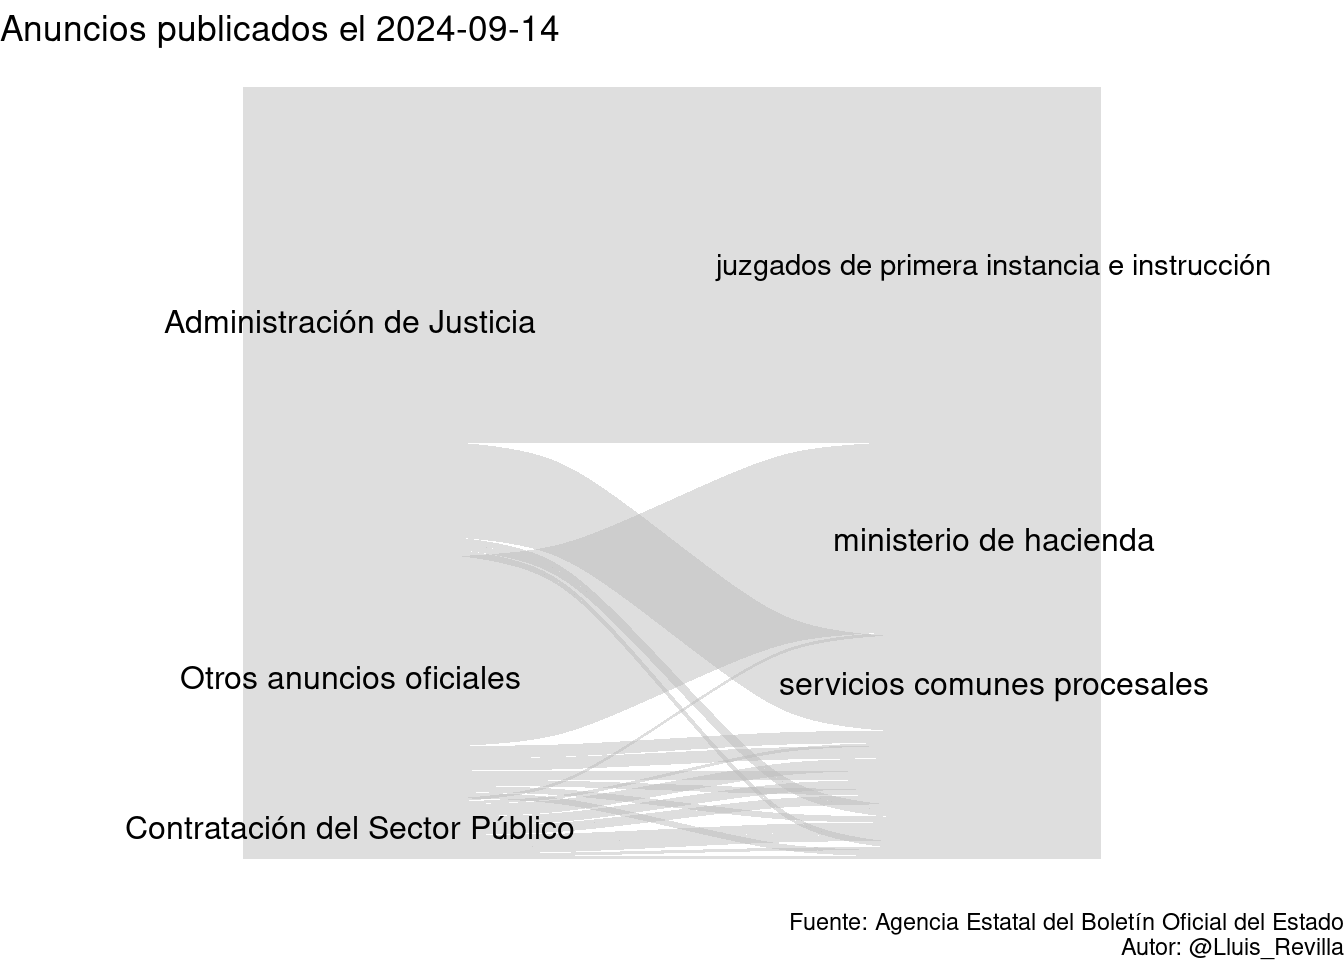 Anuncios publicados el 2024-09-14
juzgados de primera instancia e instrucción
Administración de Justicia
ministerio de hacienda
Otros anuncios oficiales
servicios comunes procesales
Contratación del Sector Público
Fuente: Agencia Estatal del Boletín Oficial del Estado
Autor: @Lluis_Revilla